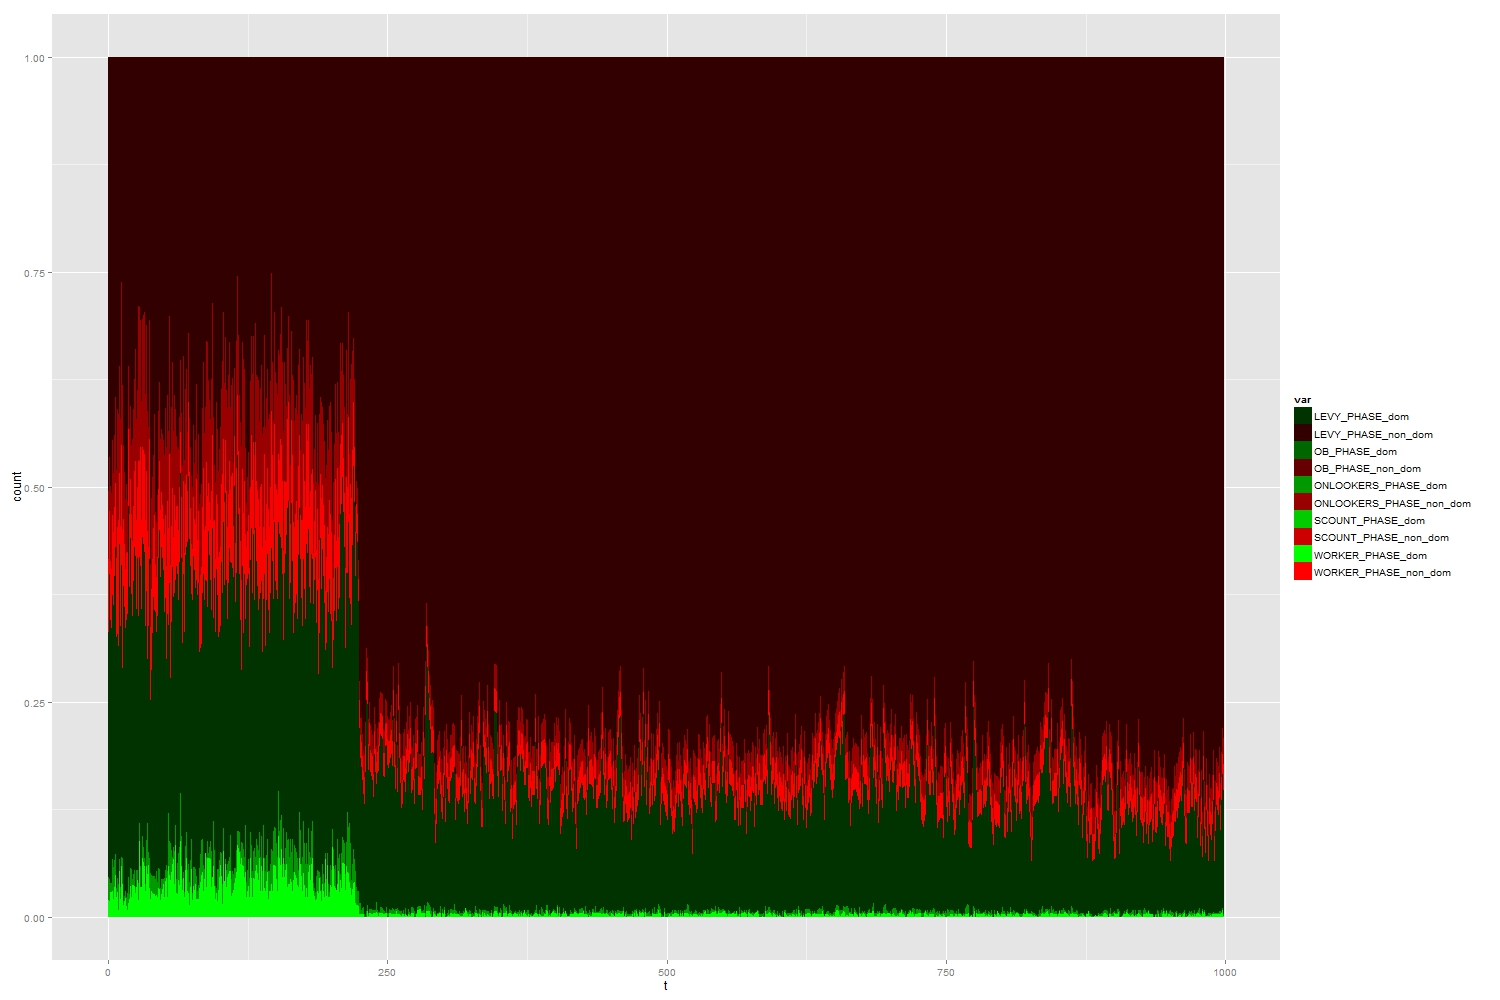 1.00
0.75
0.50
0.25
0.00
count
0
250
500
750
1000
t
var
LEVY_PHASE_dom
LEVY_PHASE_non_dom
OB_PHASE_dom
OB_PHASE_non_dom
ONLOOKERS_PHASE_dom
ONLOOKERS_PHASE_non_dom
SCOUNT_PHASE_dom
SCOUNT_PHASE_non_dom
WORKER_PHASE_dom
WORKER_PHASE_non_dom